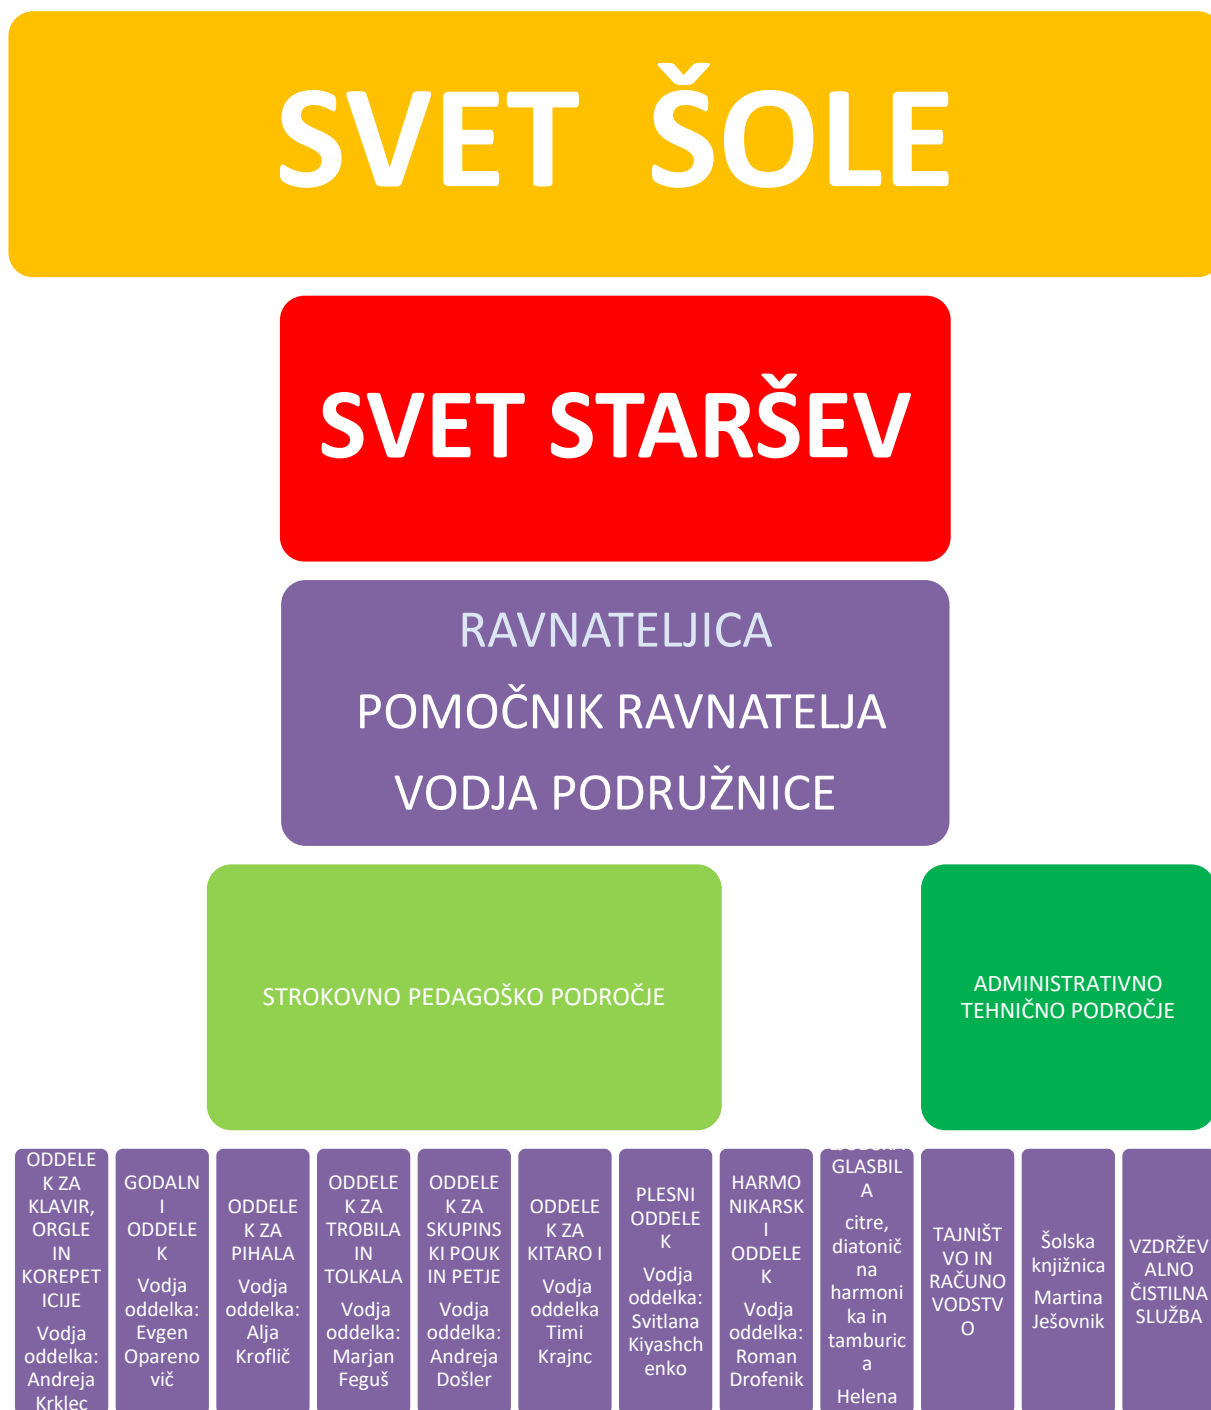 SVET ŠOLE
SVET STARŠEV
RAVNATELJICA
POMOČNIK RAVNATELJA
VODJA PODRUŽNICE
STROKOVNO PEDAGOŠKO PODROČJE
ADMINISTRATIVNO
TEHNIČNO PODROČJE
ODDELE
K ZA
KLAVIR,
ORGLE
IN
KOREPET
ICIJE
Vodja
oddelka:
Andreja
Krklec
GODALN
I
ODDELE
K
Vodja
oddelka:
Evgen
Opareno
vič
ODDELE
K ZA
PIHALA
Vodja
oddelka:
Alja
Kroflič
ODDELE
K ZA
TROBILA
IN
TOLKALA
Vodja
oddelka:
Marjan
Feguš
ODDELE
K ZA
SKUPINS
KI POUK
IN PETJE
Vodja
oddelka:
Andreja
Došler
ODDELE
K ZA
KITARO I
Vodja
oddelka
Timi
Krajnc
PLESNI
ODDELE
K
Vodja
oddelka:
Svitlana
Kiyashch
enko
HARMO
NIKARSK
I
ODDELE
K
Vodja
oddelka:
Roman
Drofenik
GLASBIL
A
citre,
diatonič
na
harmoni
ka in
tamburic
a
Helena
TAJNIŠT
VO IN
RAČUNO
VODSTV
O
Šolska
knjižnica
Martina
Ješovnik
VZDRŽEV
ALNO
ČISTILNA
SLUŽBA